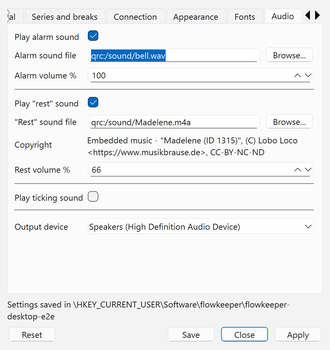 al Series and breaks Connection Appearance Fonts Audio
Play alarm sound
Alarm sound file qrc:/sound/bell.wav Browse...
Alarm volume % 100
Play "rest" sound
"Rest" sound file qrc:/sound/Madelene.m4a Browse...
Copyright Embedded music - "Madelene (ID 1315)", (C) Lobo Loco
<https://www.musikbrause.de>, CC-BY-NC-ND
Rest volume % 66
Play ticking sound
Output device Speakers (High Definition Audio Device)
Settings saved in \HKEY_CURRENT_USER\Software\flowkeeper\flowkeeper-
desktop-e2e
Reset Save Close Apply